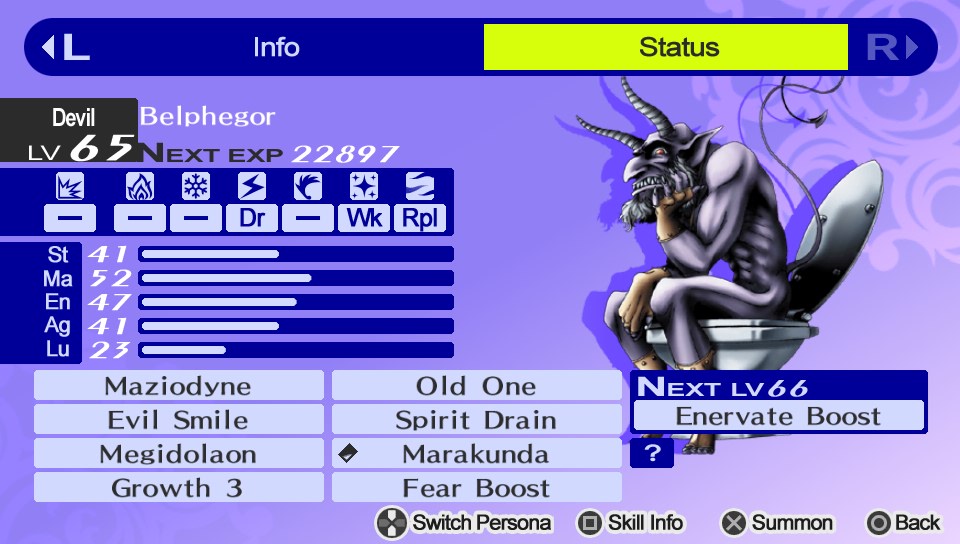 L Info Status R
Devil Belphegor
LV 65 NEXT EXP 22897
— — — Dr — Wk Rpl
St 41
Ma 52
En 47
Ag 41
Lu 23
Maziodyne Old One
Evil Smile Spirit Drain
Megidolaon Marakunda
Growth 3 Fear Boost
NEXT LV 66
Enervate Boost
?
Switch Persona Skill Info Summon Back